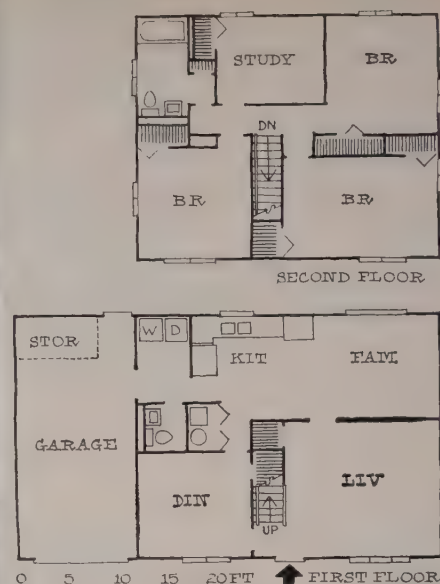 STUDY
BR
DN
BR
BR
SECOND FLOOR
STOR
W D
KIT
FAM
GARAGE
DIN
LIV
UP
0 5 10 15 20 FT
FIRST FLOOR